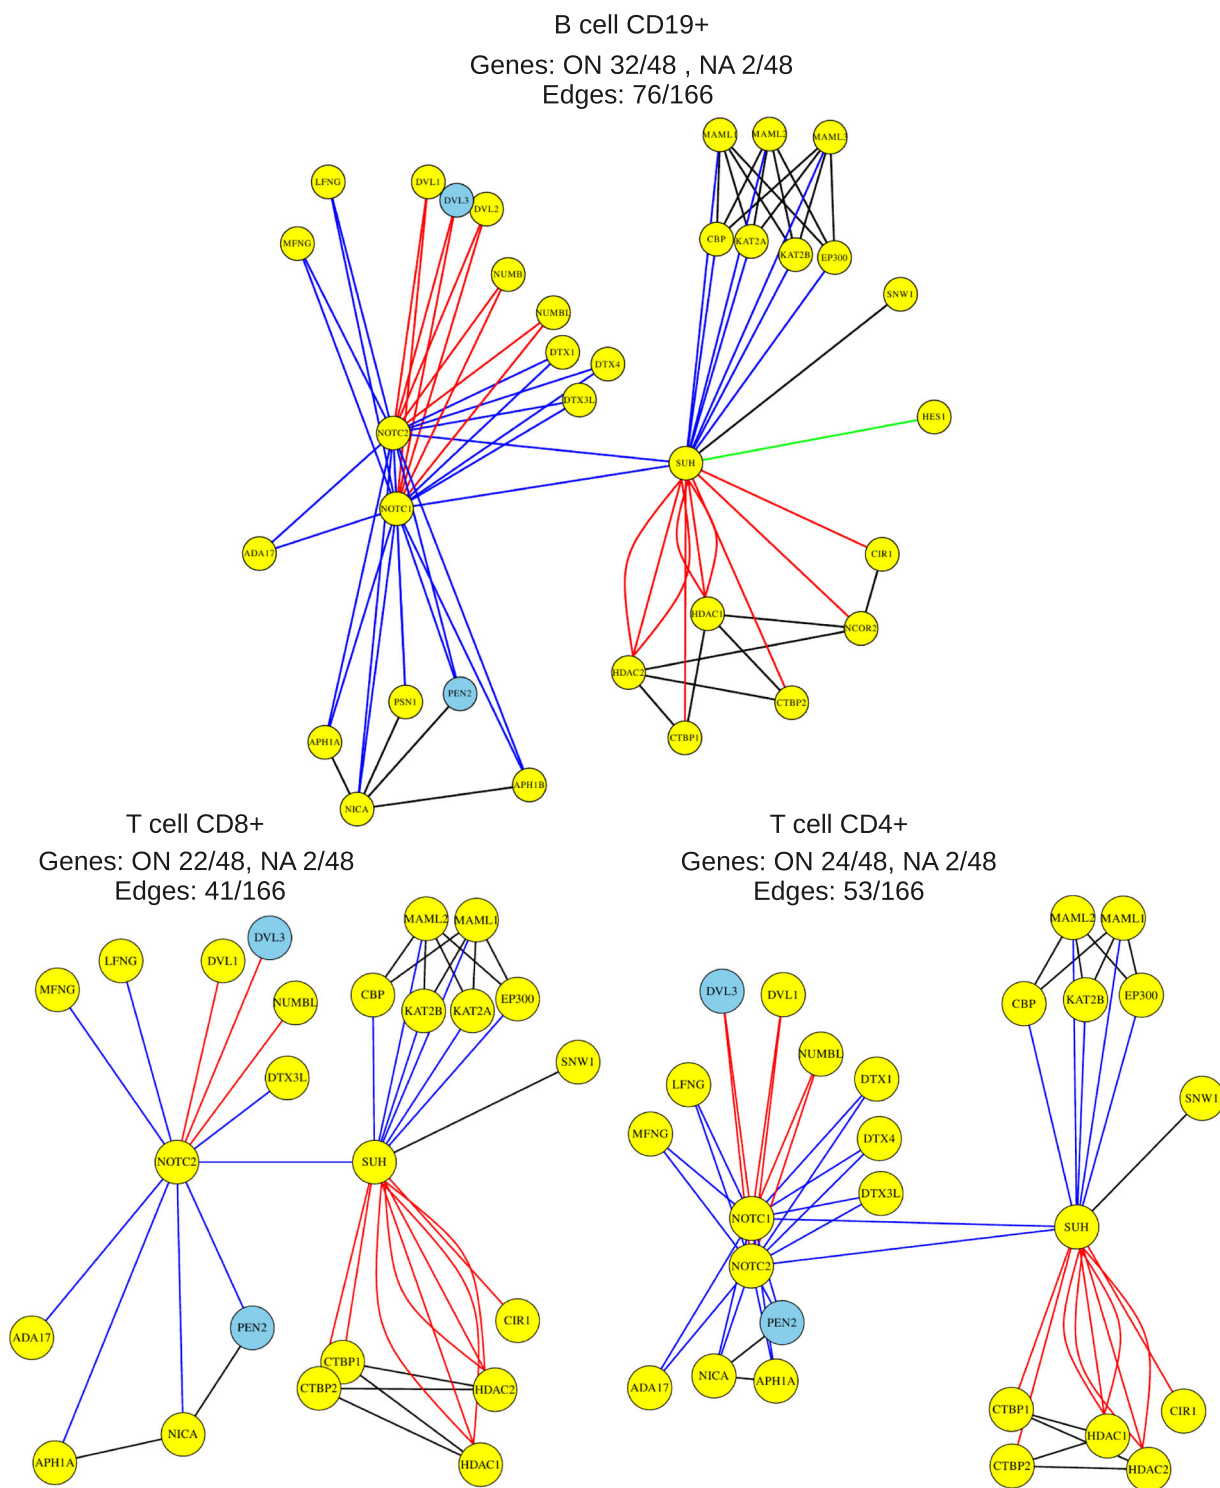 B cell CD19+
Genes: ON 32/48 , NA 2/48
Edges: 76/166
MAML1
MAML2
MAML3
LFNG
DVL1
DVL3
DVL2
MFNG
CBP
KAT2A
KAT2B
EP300
NUMB
SNW1
NUMBL
DTX1
DTX4
DTX3L
HES1
NOTC2
SUH
NOTC1
ADA17
CIR1
HDAC1
NCOR2
HDAC2
PSN1
PEN2
CTBP2
APH1A
CTBP1
APH1B
NICA
T cell CD8+
Genes: ON 22/48, NA 2/48
Edges: 41/166
MAML2
MAML1
DVL3
LFNG
DVL1
MFNG
CBP
KAT2B
KAT2A
EP300
NUMBL
SNW1
DTX3L
NOTC2
SUH
ADA17
PEN2
CIR1
CTBP1
CTBP2
HDAC2
NICA
APH1A
HDAC1
T cell CD4+
Genes: ON 24/48, NA 2/48
Edges: 53/166
MAML2
MAML1
DVL3
DVL1
CBP
KAT2B
EP300
NUMBL
LFNG
DTX1
SNW1
MFNG
DTX4
DTX3L
NOTC1
SUH
NOTC2
PEN2
NICA
APH1A
ADA17
CTBP1
CIR1
HDAC1
CTBP2
HDAC2